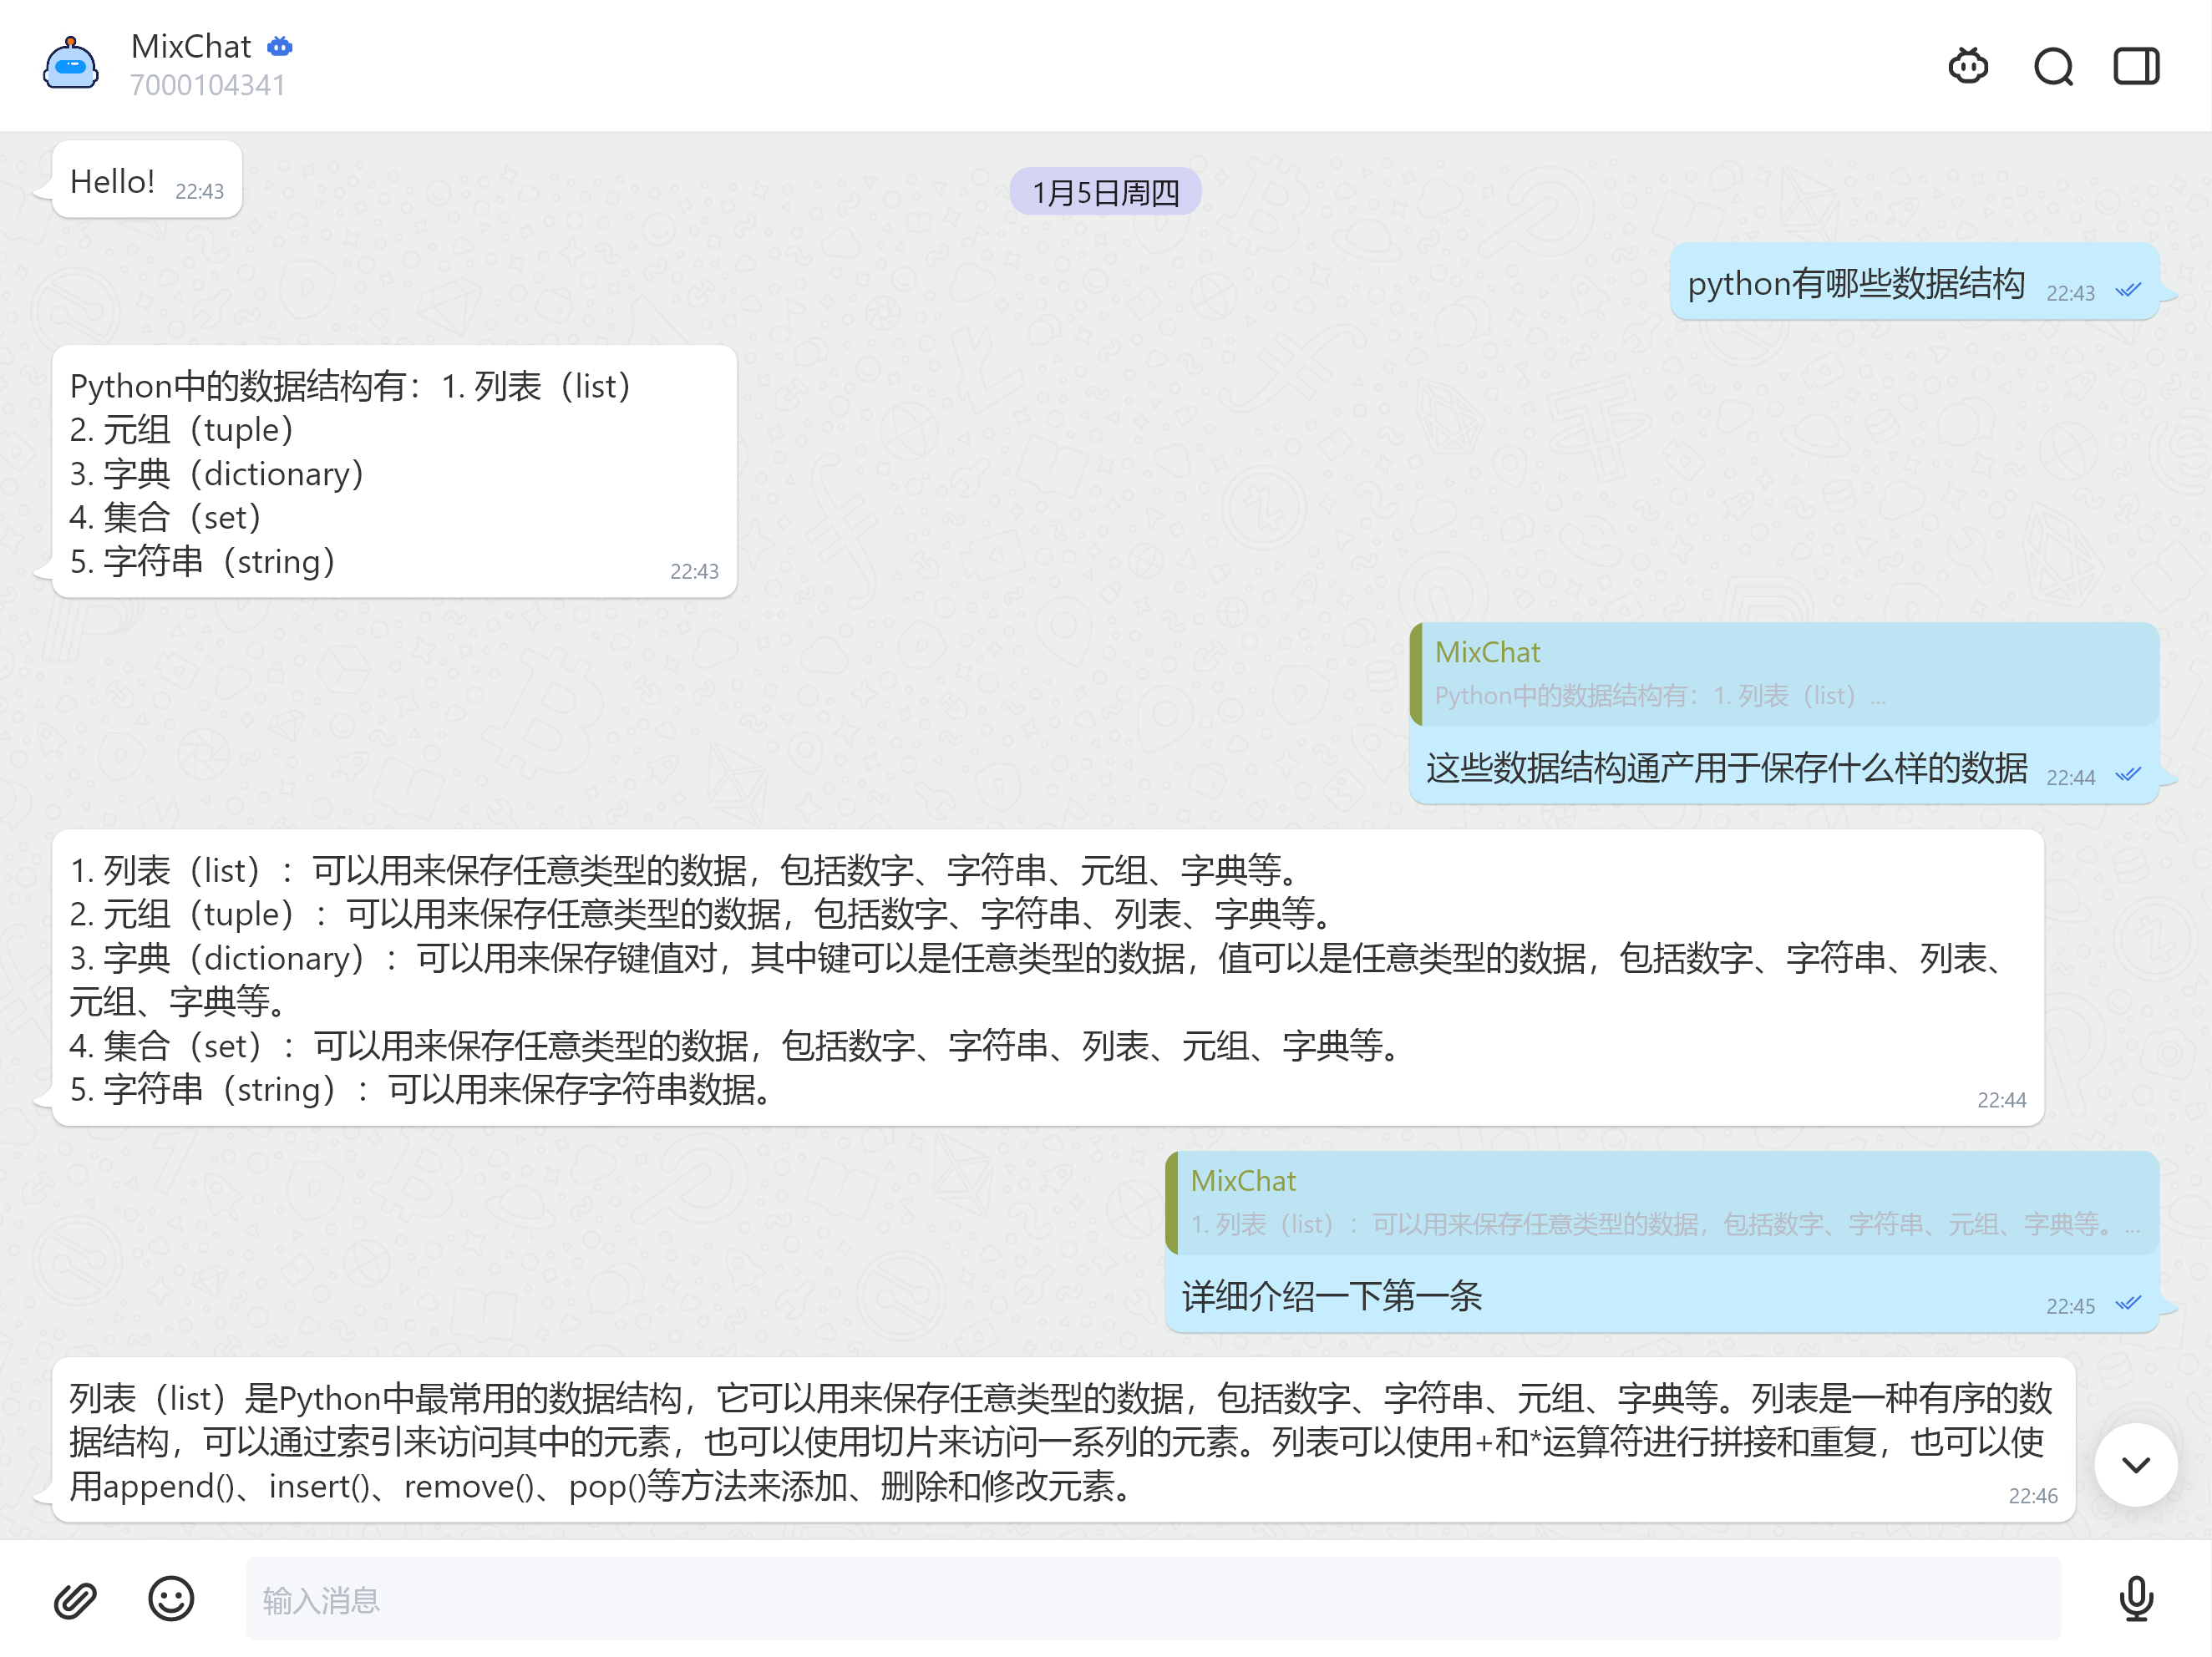 MixChat
7000104341
Hello! 22:43
1月5日周四
python有哪些数据结构 22:43
Python中的数据结构有：1. 列表（list）
2. 元组（tuple）
3. 字典（dictionary）
4. 集合（set）
5. 字符串（string） 22:43
MixChat
Python中的数据结构有：1. 列表（list）...
这些数据结构通产用于保存什么样的数据 22:44
1. 列表（list）：可以用来保存任意类型的数据，包括数字、字符串、元组、字典等。
2. 元组（tuple）：可以用来保存任意类型的数据，包括数字、字符串、列表、字典等。
3. 字典（dictionary）：可以用来保存键值对，其中键可以是任意类型的数据，值可以是任意类型的数据，包括数字、字符串、列表、
元组、字典等。
4. 集合（set）：可以用来保存任意类型的数据，包括数字、字符串、列表、元组、字典等。
5. 字符串（string）：可以用来保存字符串数据。 22:44
MixChat
1. 列表（list）：可以用来保存任意类型的数据，包括数字、字符串、元组、字典等。...
详细介绍一下第一条 22:45
列表（list）是Python中最常用的数据结构，它可以用来保存任意类型的数据，包括数字、字符串、元组、字典等。列表是一种有序的数
据结构，可以通过索引来访问其中的元素，也可以使用切片来访问一系列的元素。列表可以使用+和*运算符进行拼接和重复，也可以使
用append()、insert()、remove()、pop()等方法来添加、删除和修改元素。 22:46
输入消息